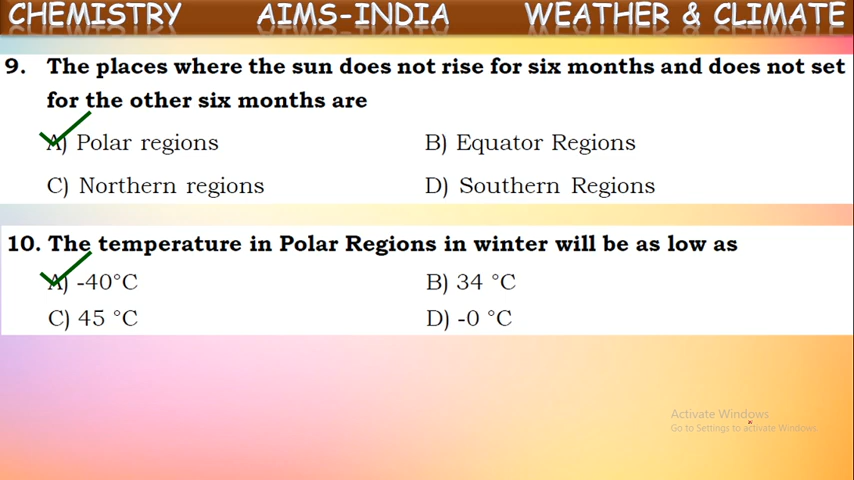 CHEMISTRY AIMS-INDIA WEATHER & CLIMATE
9. The places where the sun does not rise for six months and does not set
for the other six months are
A) Polar regions B) Equator Regions
C) Northern regions D) Southern Regions
10. The temperature in Polar Regions in winter will be as low as
A) -40°C B) 34 °C
C) 45 °C D) -0 °C
Activate Windows
Go to Settings to activate Windows.